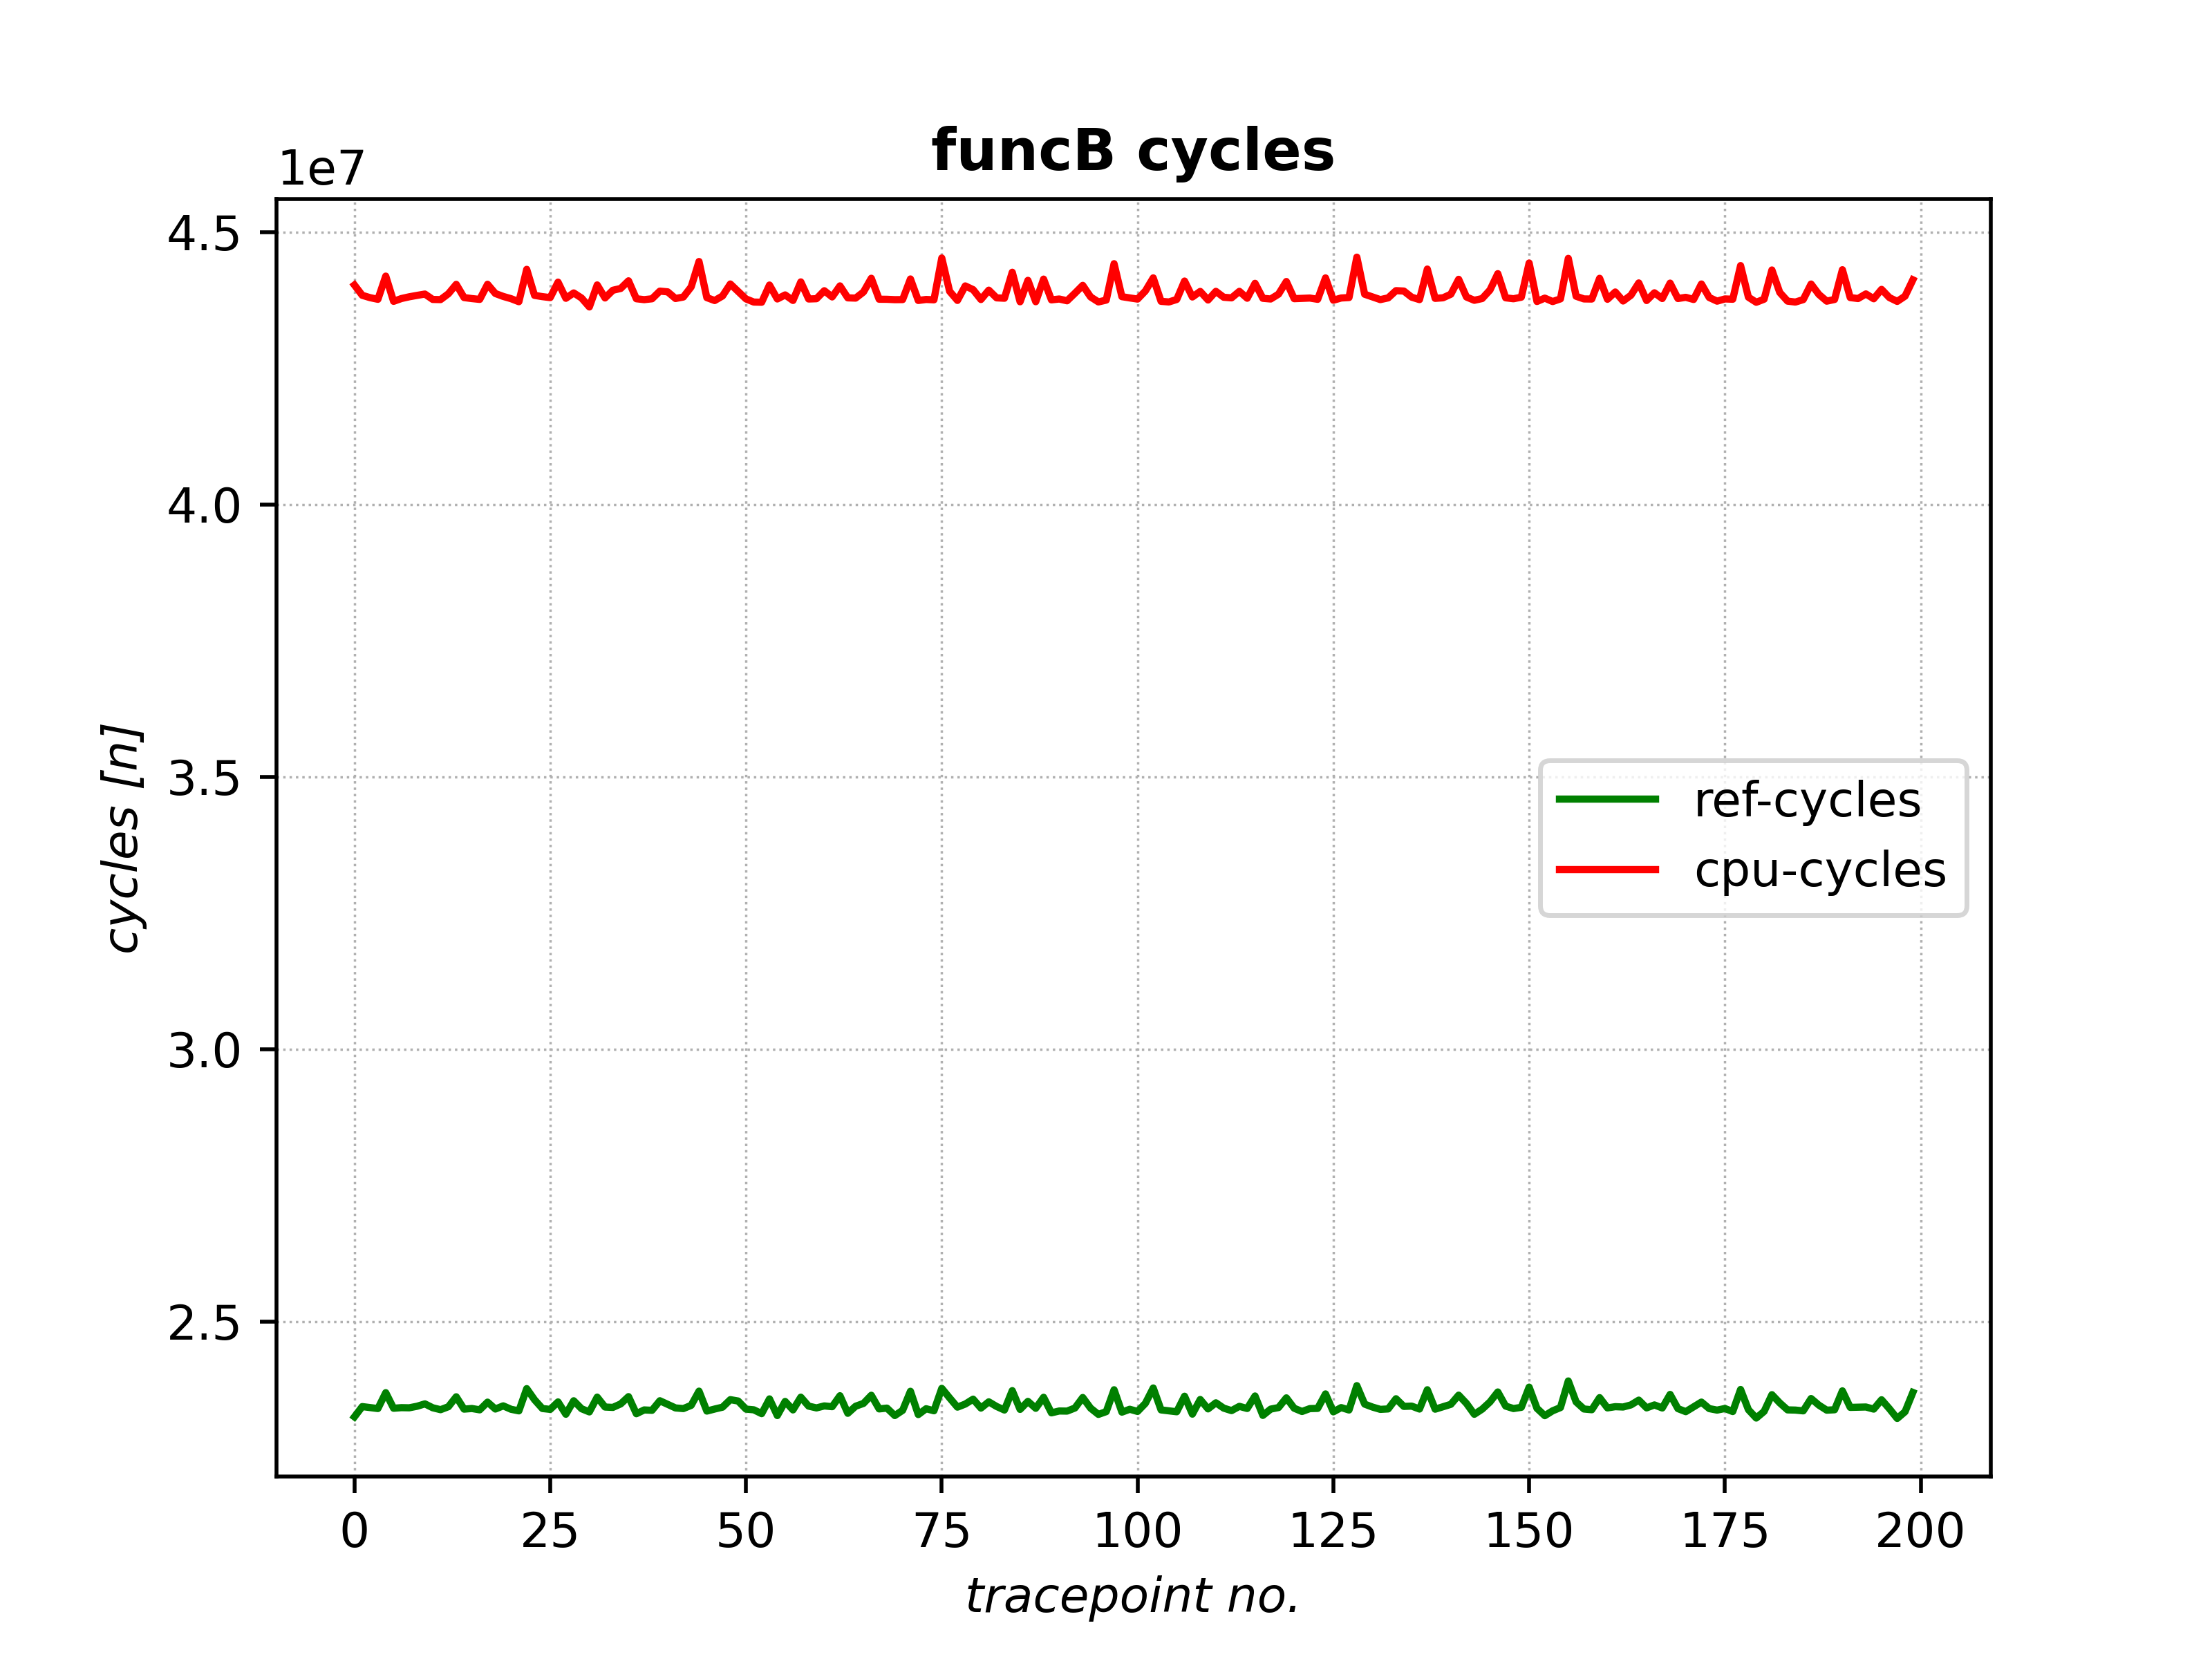 funcB cycles
1e7
4.5
4.0
3.5
3.0
2.5
cycles [n]
ref-cycles
cpu-cycles
0 25 50 75 100 125 150 175 200
tracepoint no.